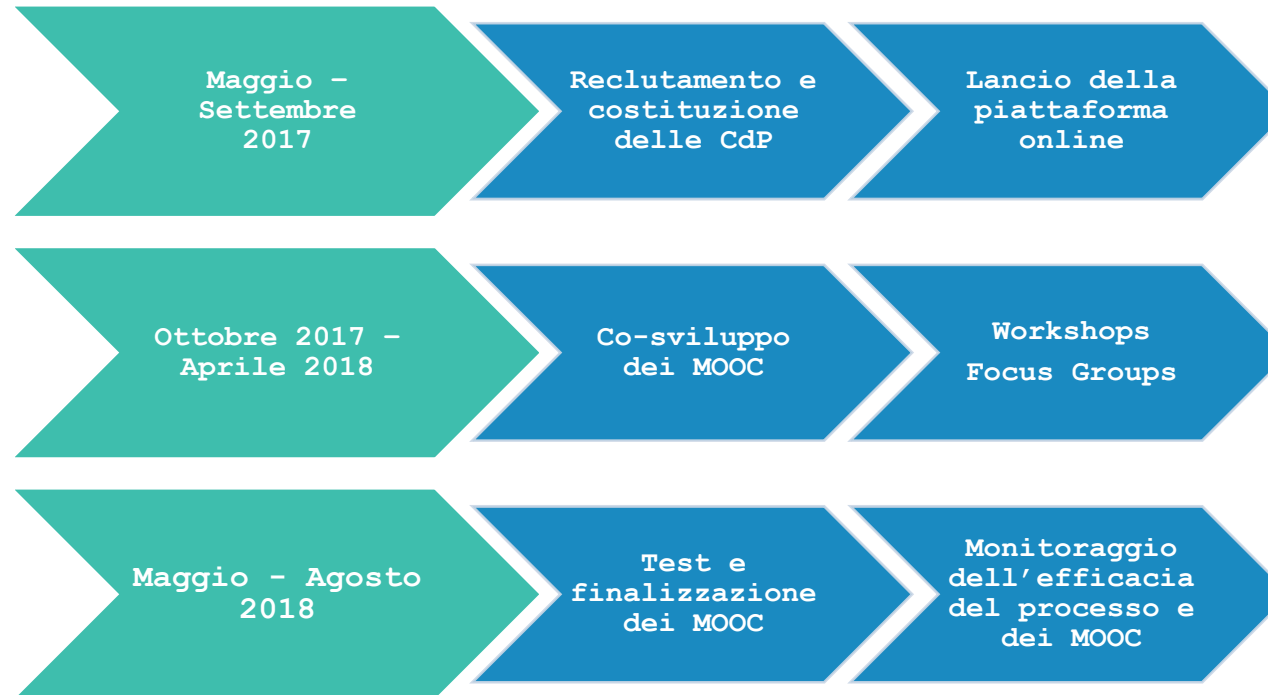 Maggio –
Settembre
2017
Reclutamento e
costituzione
delle CdP
Lancio della
piattaforma
online
Ottobre 2017 –
Aprile 2018
Co-sviluppo
dei MOOC
Workshops
Focus Groups
Maggio - Agosto
2018
Test e
finalizzazione
dei MOOC
Monitoraggio
dell’efficacia
del processo e
dei MOOC